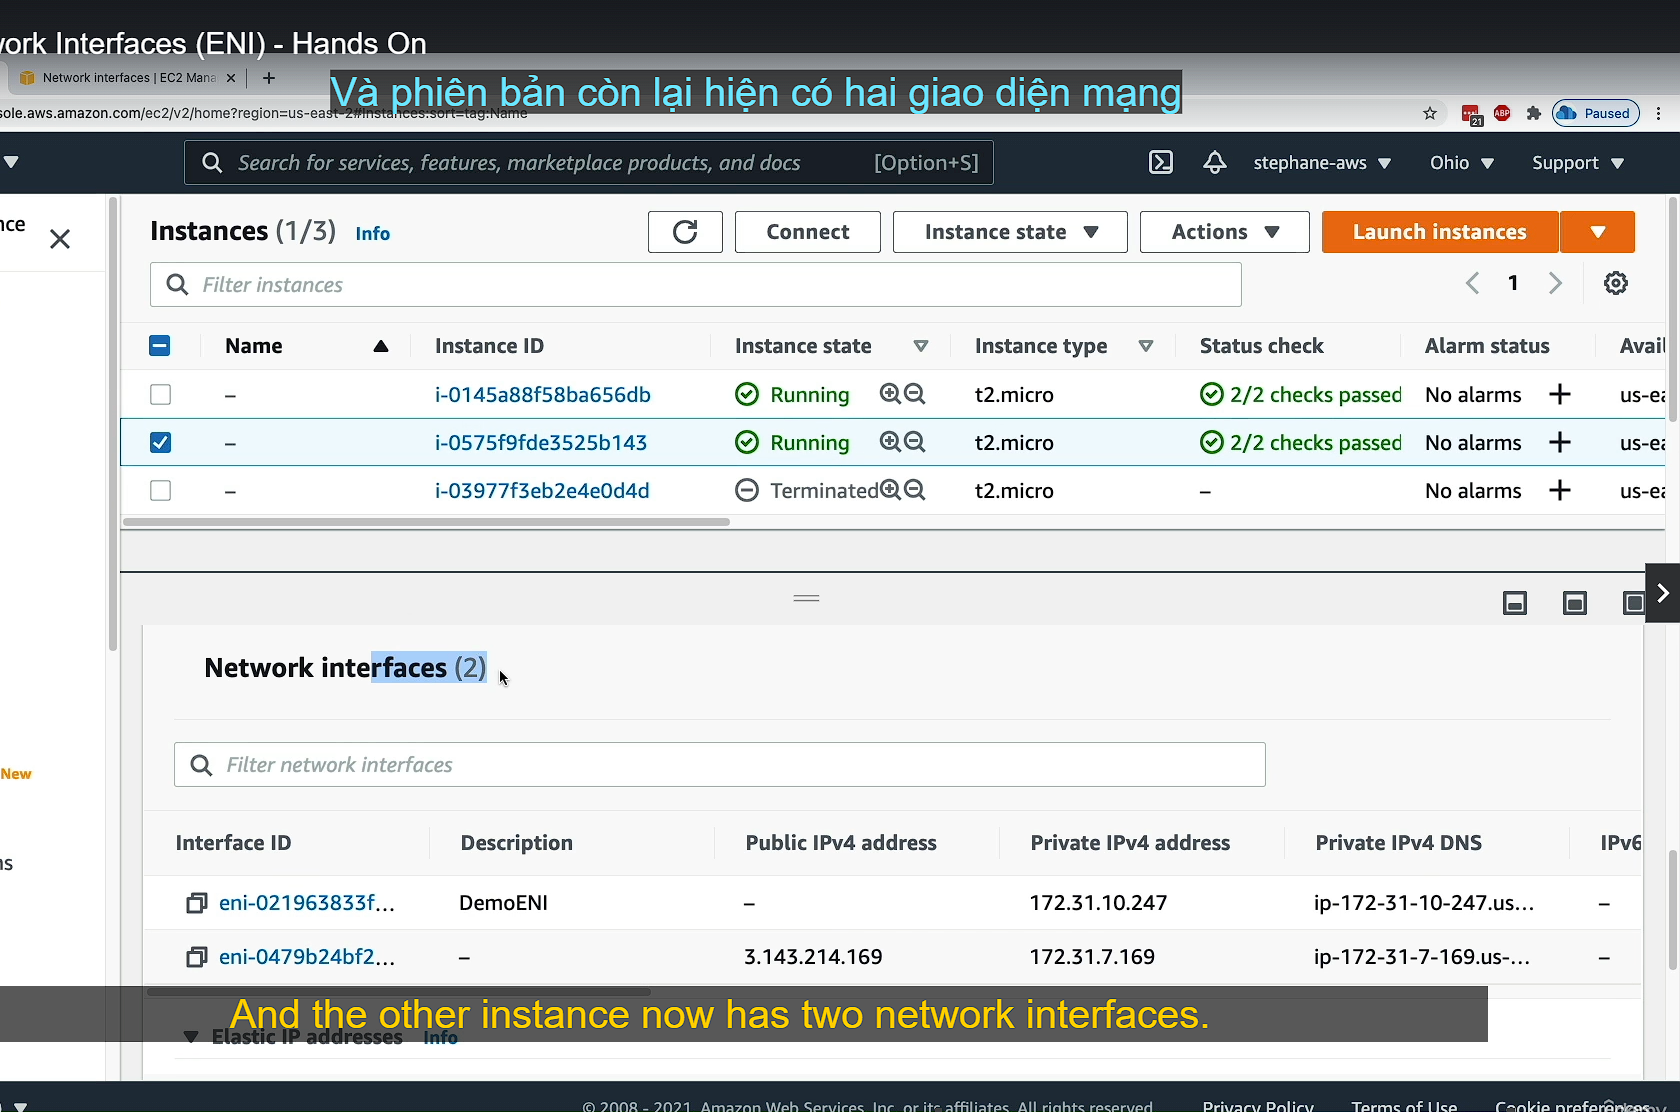 ork Interfaces (ENI) - Hands On
Network interfaces | EC2 Mana
Và phiên bản còn lại hiện có hai giao diện mạng
ole.aws.amazon.com/ec2/v2/home?region=us-east-2#Instances:sort=tag:Name
21
ABP
Paused
Search for services, features, marketplace products, and docs [Option+S]
stephane-aws
Ohio
Support
nce
Instances (1/3) Info
Connect
Instance state
Actions
Launch instances
Filter instances
1
Name Instance ID Instance state Instance type Status check Alarm status Avail
– i-0145a88f58ba656db Running t2.micro 2/2 checks passed No alarms + us-ea
– i-0575f9fde3525b143 Running t2.micro 2/2 checks passed No alarms + us-ea
– i-03977f3eb2e4e0d4d Terminated t2.micro – No alarms + us-ea
Network interfaces (2)
Filter network interfaces
New
Interface ID Description Public IPv4 address Private IPv4 address Private IPv4 DNS IPv6
ns
eni-021963833f... DemoENI – 172.31.10.247 ip-172-31-10-247.us... –
eni-0479b24bf2... – 3.143.214.169 172.31.7.169 ip-172-31-7-169.us-... –
And the other instance now has two network interfaces.
Elastic IP addresses Info
© 2008 - 2021, Amazon Web Services, Inc. or its affiliates. All rights reserved. Privacy Policy Terms of Use Cookie preferences